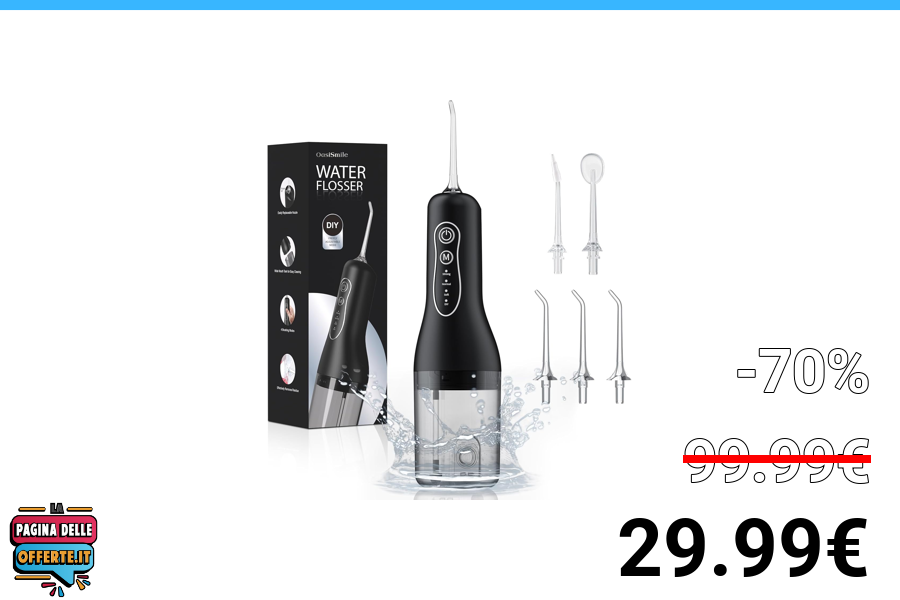 OasiSmile
WATER
FLOSSER
DIY
M
-70%
99.99€
29.99€
LA
PAGINA DELLE
OFFERTE.IT